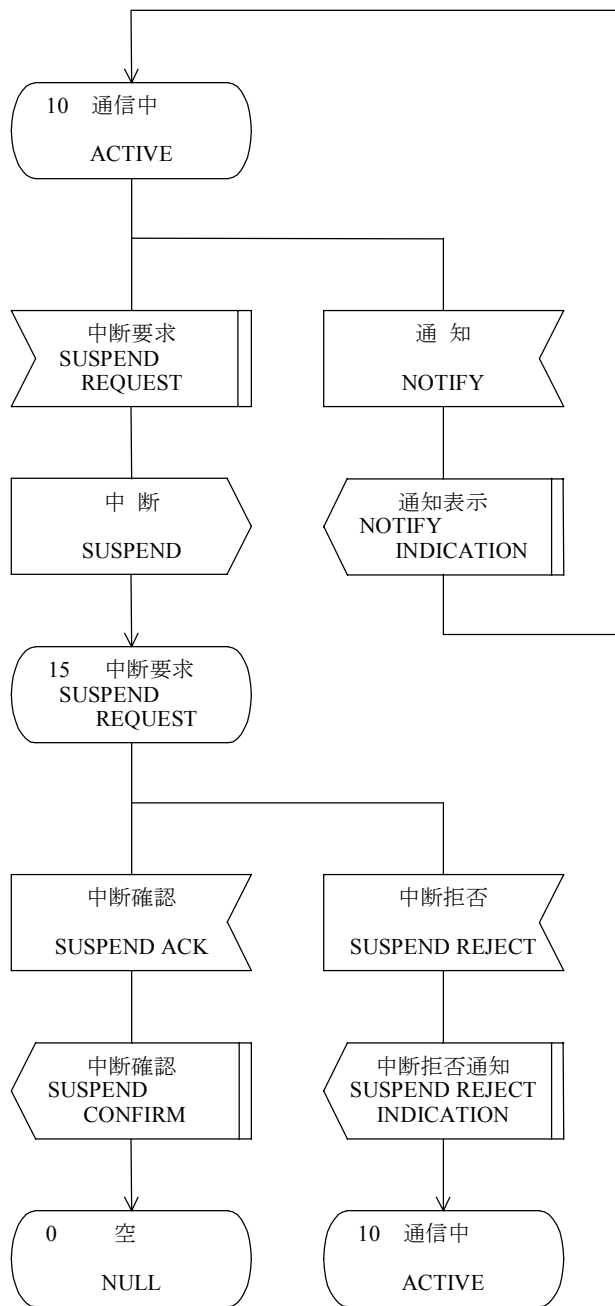 10 通信中
ACTIVE
中断要求
SUSPEND
REQUEST
通 知
NOTIFY
中 断
SUSPEND
通知表示
NOTIFY
INDICATION
15 中断要求
SUSPEND
REQUEST
中断確認
SUSPEND ACK
中断拒否
SUSPEND REJECT
中断確認
SUSPEND
CONFIRM
中断拒否通知
SUSPEND REJECT
INDICATION
0 空
NULL
10 通信中
ACTIVE